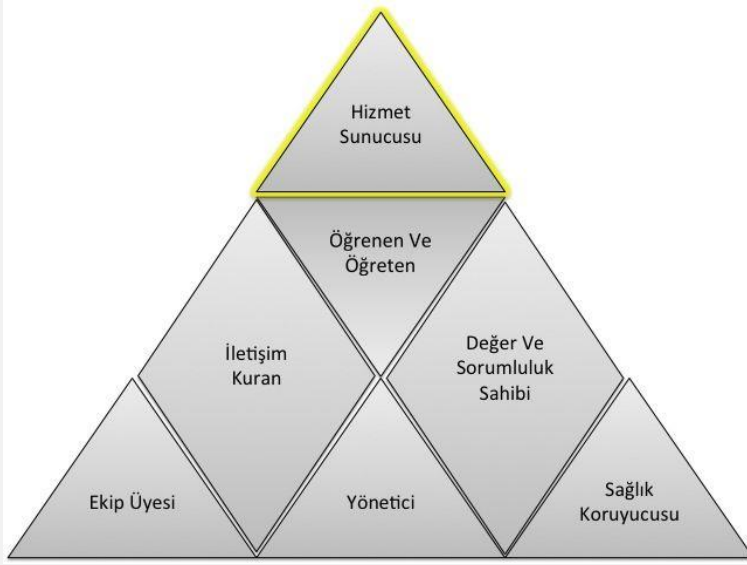 Hizmet
Sunucusu
Öğrenen Ve
Öğreten
İletişim
Kuran
Değer Ve
Sorumluluk
Sahibi
Ekip Üyesi
Yönetici
Sağlık
Koruyucusu